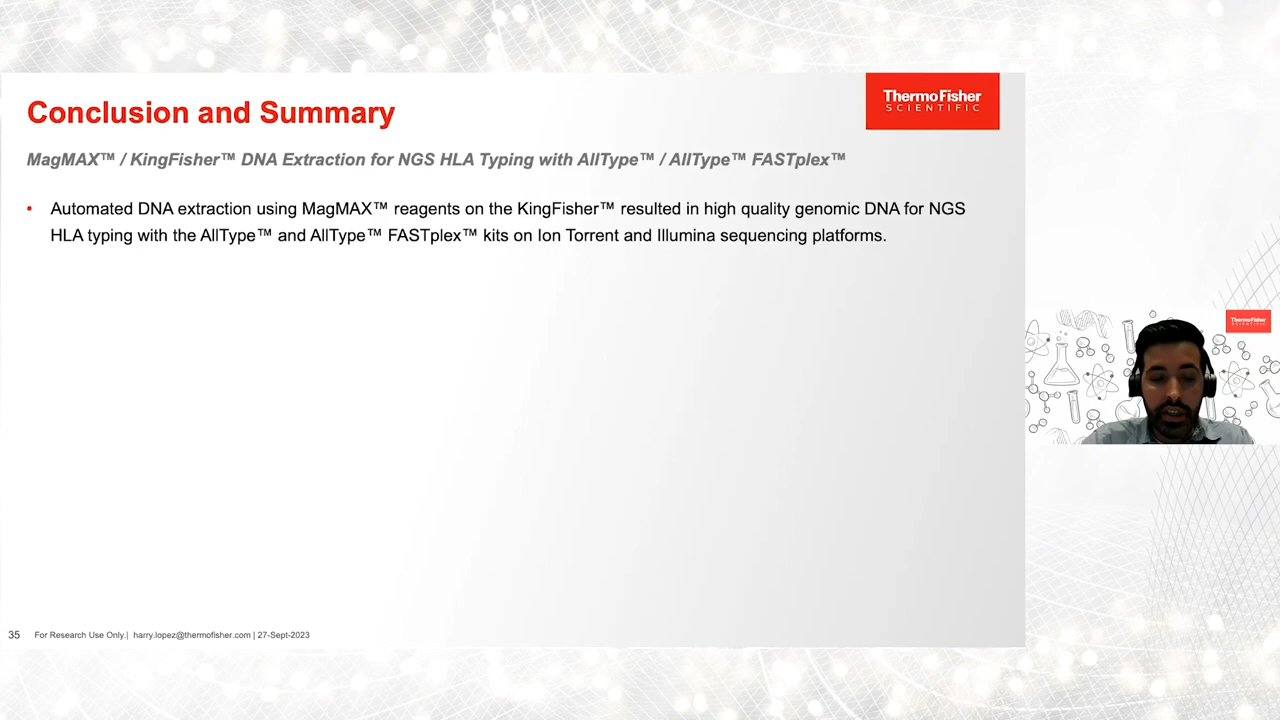 Conclusion and Summary
ThermoFisher
SCIENTIFIC
MagMAX™ / KingFisher™ DNA Extraction for NGS HLA Typing with AllType™ / AllType™ FASTplex™
• Automated DNA extraction using MagMAX™ reagents on the KingFisher™ resulted in high quality genomic DNA for NGS
HLA typing with the AllType™ and AllType™ FASTplex™ kits on Ion Torrent and Illumina sequencing platforms.
ThermoFisher
SCIENTIFIC
35 For Research Use Only.| harry.lopez@thermofisher.com | 27-Sept-2023